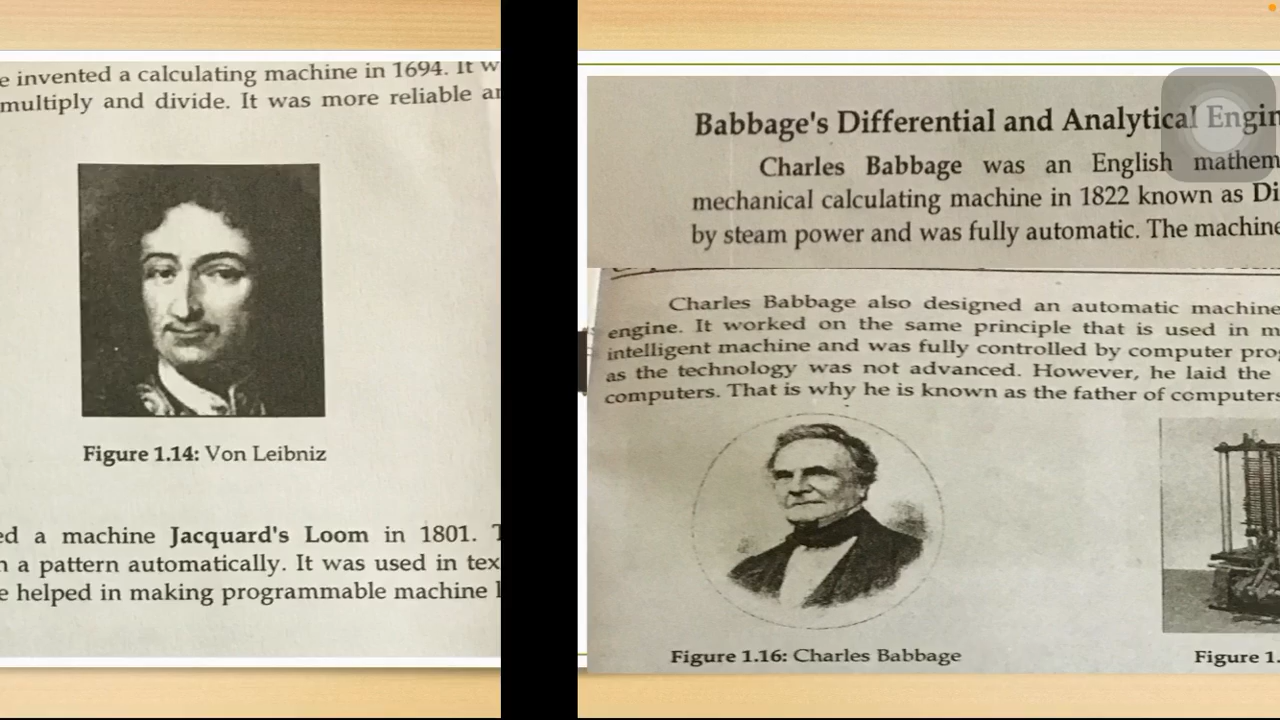 e invented a calculating machine in 1694. It w
multiply and divide. It was more reliable ar
Figure 1.14: Von Leibniz
ed a machine Jacquard's Loom in 1801. T
n a pattern automatically. It was used in tex
e helped in making programmable machine l
Babbage's Differential and Analytical Engin
Charles Babbage was an English mathem
mechanical calculating machine in 1822 known as Di
by steam power and was fully automatic. The machine
Charles Babbage also designed an automatic machine
engine. It worked on the same principle that is used in m
intelligent machine and was fully controlled by computer prog
as the technology was not advanced. However, he laid the
computers. That is why he is known as the father of computers
Figure 1.16: Charles Babbage
Figure 1.